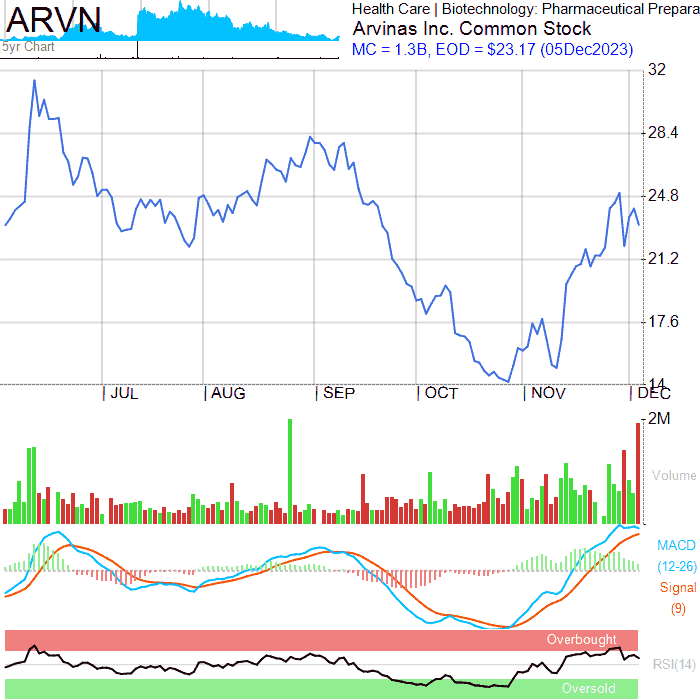 ARVN
5yr Chart
Health Care | Biotechnology: Pharmaceutical Prepara
Arvinas Inc. Common Stock
MC = 1.3B, EOD = $23.17 (05Dec2023)
32
28.4
24.8
21.2
17.6
14
JUL
AUG
SEP
OCT
NOV
DEC
2M
Volume
MACD
(12-26)
Signal
(9)
Overbought
RSI(14)
Oversold